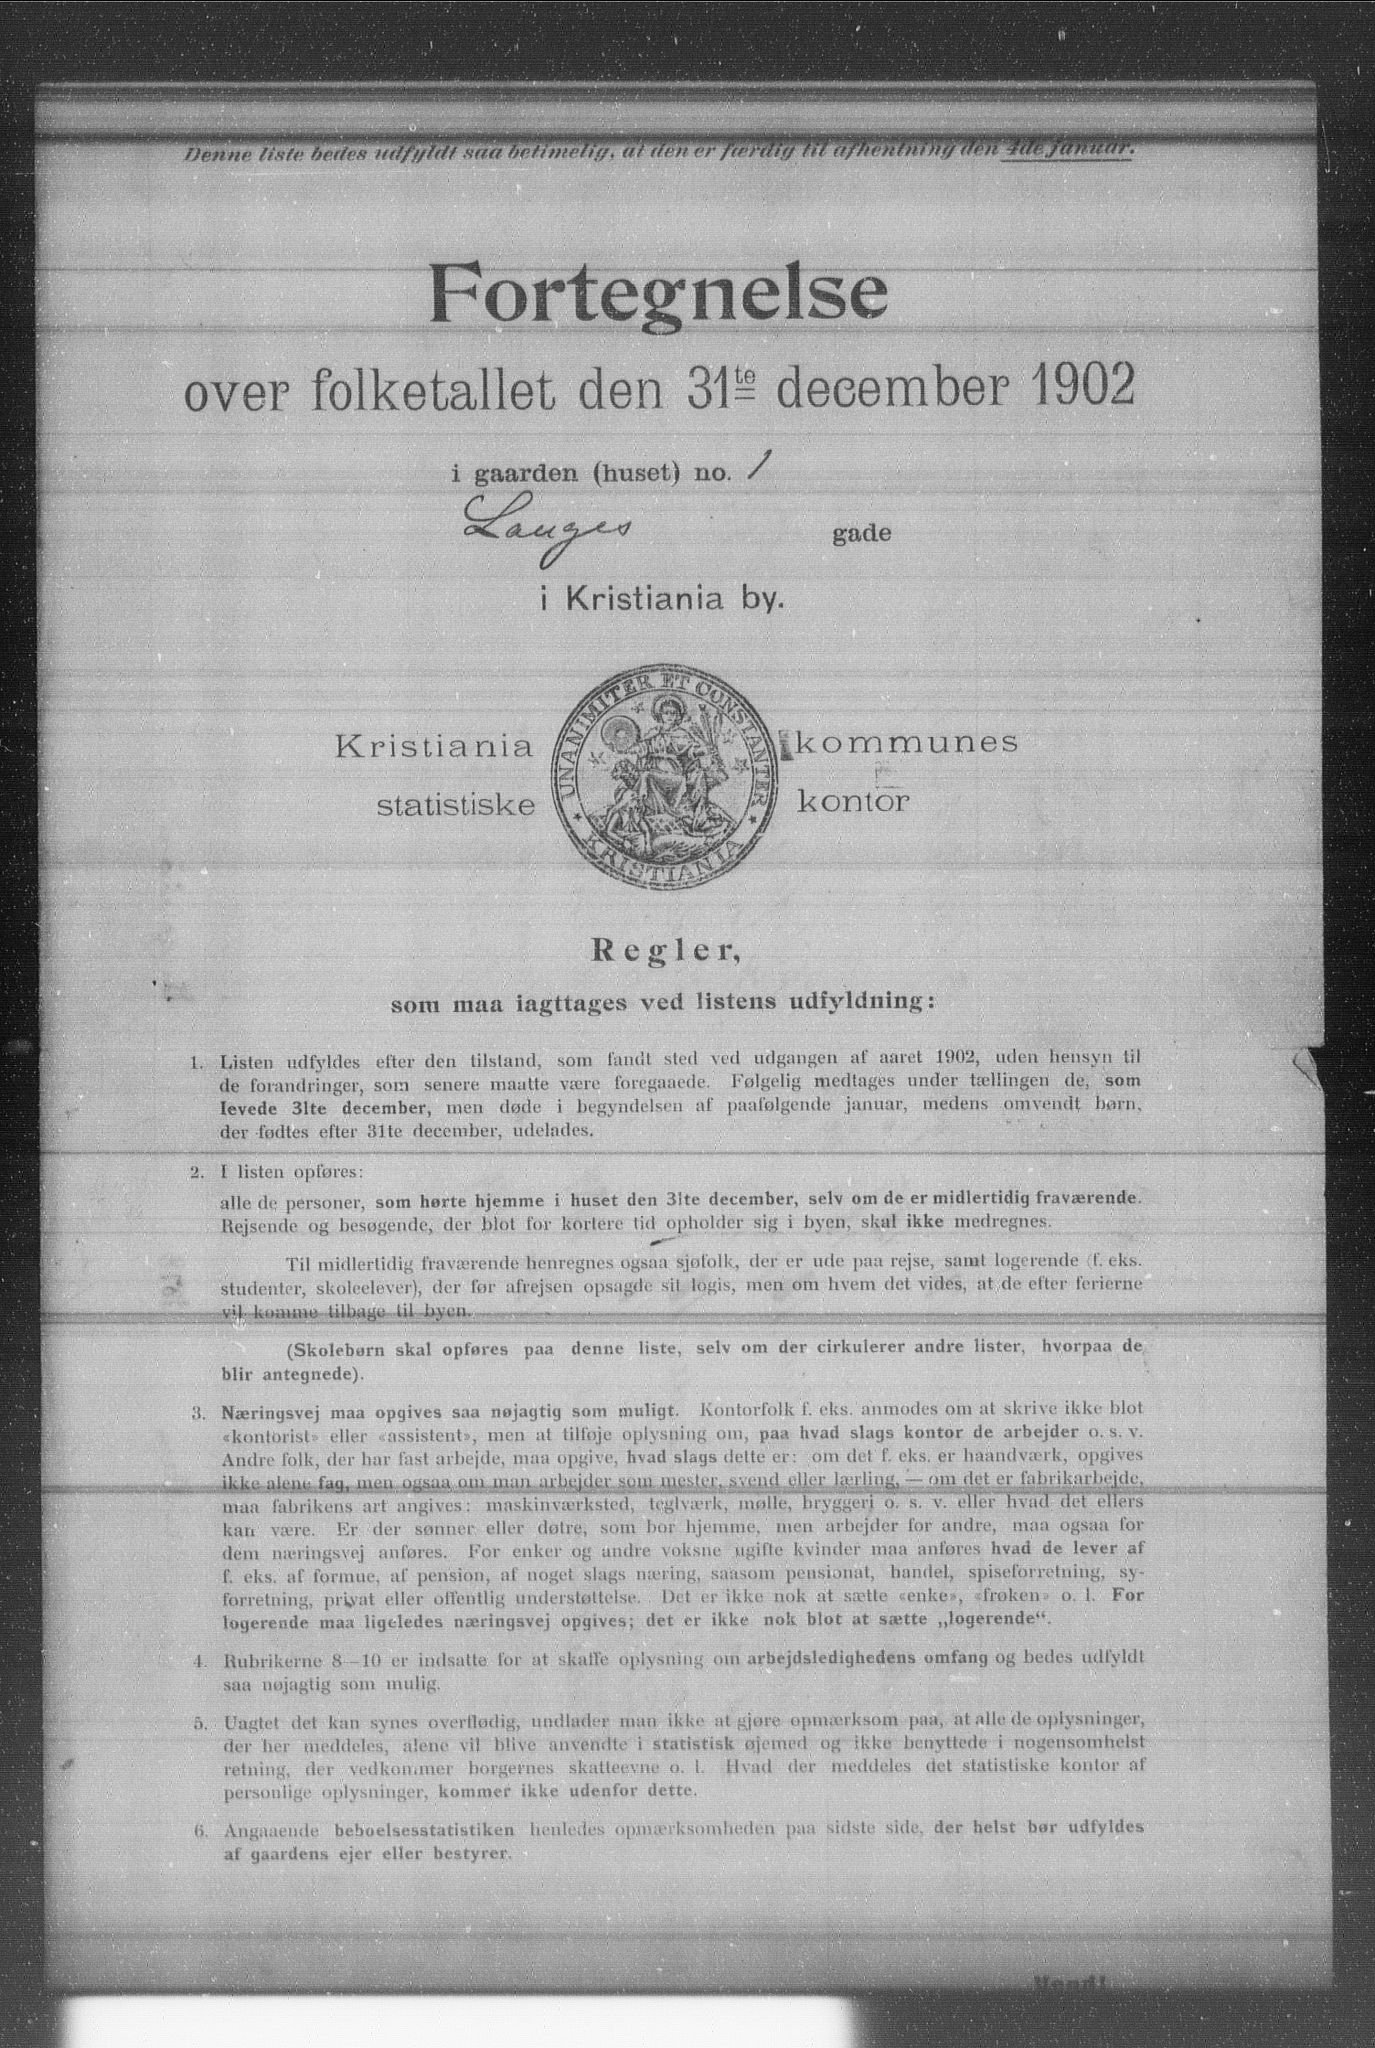 Denne liste bedes udfyldt saa betimelig, at den er færdig til afhentning den 4de januar.
Fortegnelse
over folketallet den 31te december 1902
i gaarden (huset) no. 1
Langes gade
i Kristiania by.
UNANIMITER ET CONSTANTER
KRISTIANIA
Kristiania kommunes
statistiske kontor
Regler,
som maa iagttages ved listens udfyldning:
1. Listen udfyldes efter den tilstand, som fandt sted ved udgangen af aaret 1902, uden hensyn til
de forandringer, som senere maatte være foregaaede. Følgelig medtages under tællingen de, som
levede 31te december, men døde i begyndelsen af paafølgende januar, medens omvendt børn,
der fødtes efter 31te december, udelades.
2. I listen opføres:
alle de personer, som hørte hjemme i huset den 31te december, selv om de er midlertidig fraværende.
Rejsende og besøgende, der blot for kortere tid opholder sig i byen, skal ikke medregnes.
Til midlertidig fraværende henregnes ogsaa sjøfolk, der er ude paa rejse, samt logerende (f. eks.
studenter, skoleelever), der før afrejsen opsagde sit logis, men om hvem det vides, at de efter ferierne
vil komme tilbage til byen.
(Skolebørn skal opføres paa denne liste, selv om der cirkulerer andre lister, hvorpaa de
blir antegnede).
3. Næringsvej maa opgives saa nøjagtig som muligt. Kontorfolk f. eks. anmodes om at skrive ikke blot
«kontorist» eller «assistent», men at tilføje oplysning om, paa hvad slags kontor de arbejder o. s. v.
Andre folk, der har fast arbejde, maa opgive, hvad slags dette er: om det f. eks. er haandværk, opgives
ikke alene fag, men ogsaa om man arbejder som mester, svend eller lærling, — om det er fabrikarbejde,
maa fabrikens art angives: maskinværksted, teglværk, mølle, bryggeri o. s. v. eller hvad det ellers
kan være. Er der sønner eller døtre, som bor hjemme, men arbejder for andre, maa ogsaa for
dem næringsvej anføres. For enker og andre voksne ugifte kvinder maa anføres hvad de lever af
f. eks. af formue, af pension, af noget slags næring, saasom pensionat, handel, spiseforretning, sy-
forretning, privat eller offentlig understøttelse. Det er ikke nok at sætte «enke», «frøken» o. l. For
logerende maa ligeledes næringsvej opgives; det er ikke nok blot at sætte „logerende“.
4. Rubrikerne 8–10 er indsatte for at skaffe oplysning om arbejdsledighedens omfang og bedes udfyldt
saa nøjagtig som mulig.
5. Uagtet det kan synes overflødig, undlader man ikke at gjøre opmærksom paa, at alle de oplysninger,
der her meddeles, alene vil blive anvendte i statistisk øjemed og ikke benyttede i nogensomhelst
retning, der vedkommer borgernes skatteevne o. l. Hvad der meddeles det statistiske kontor af
personlige oplysninger, kommer ikke udenfor dette.
6. Angaaende beboelsesstatistiken henledes opmærksomheden paa sidste side, der helst bør udfyldes
af gaardens ejer eller bestyrer.
Vend!